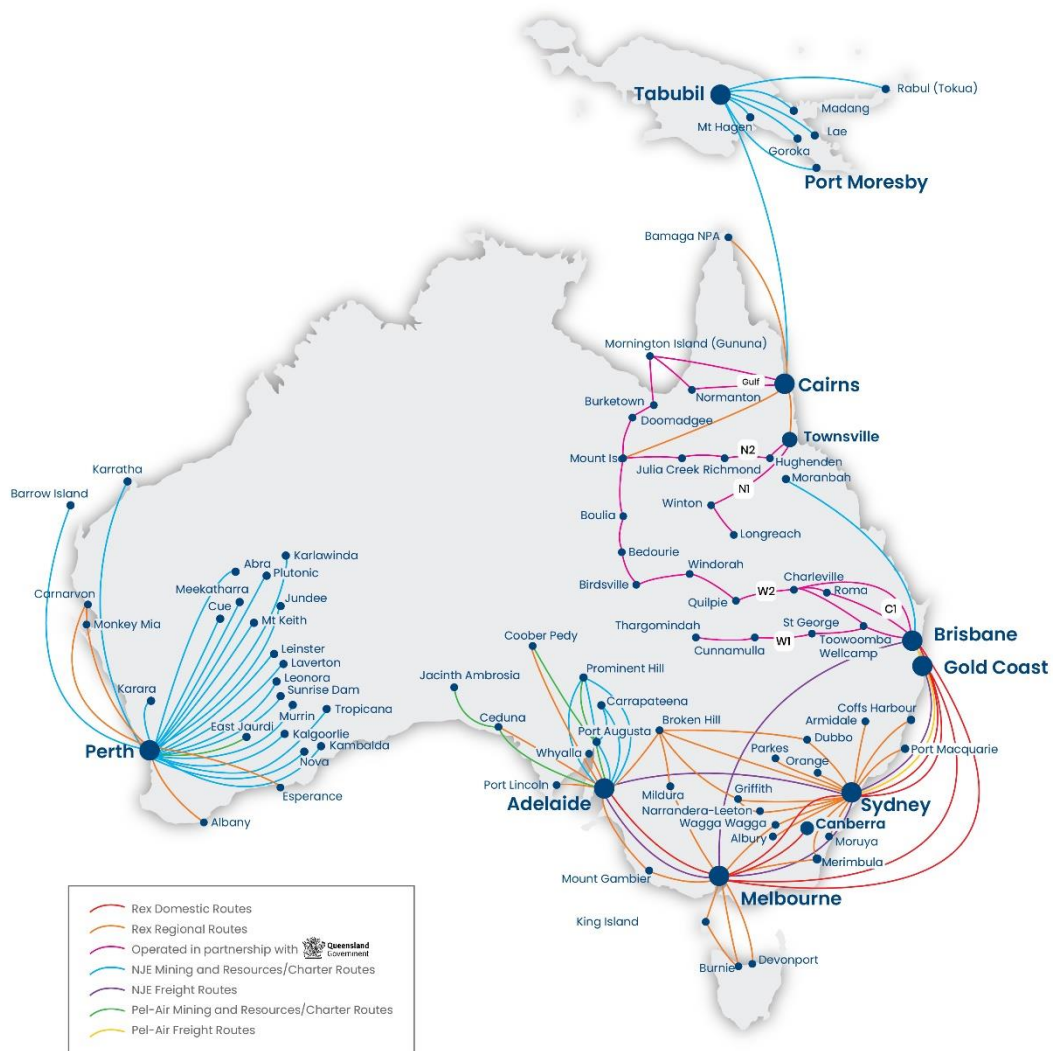 Tabubil
Rabul (Tokua)
Madang
Mt Hagen
Lae
Goroka
Port Moresby
Bamaga NPA
Mornington Island (Gununa)
Gulf
Cairns
Normanton
Burketown
Doomadgee
Townsville
N2
Mount Is
Julia Creek
Richmond
Hughenden
Moranbah
Karratha
N1
Barrow Island
Winton
Boulia
Longreach
Karlawinda
Abra
Bedourie
Plutonic
Windorah
Meekatharra
Birdsville
Charleville
Carnarvon
Jundee
W2
Roma
Cue
Quilpie
C1
Monkey Mia
Mt Keith
Thargomindah
St George
Coober Pedy
W1
Toowoomba
Wellcamp
Brisbane
Cunnamulla
Leinster
Laverton
Prominent Hill
Gold Coast
Leonora
Jacinth Ambrosia
Karara
Sunrise Dam
Carrapateena
Coffs Harbour
Murrin
Tropicana
Armidale
Ceduna
East Jaurdi
Kalgoorlie
Port Augusta
Broken Hill
Dubbo
Perth
Kambalda
Whyalla
Parkes
Port Macquarie
Nova
Orange
Port Lincoln
Griffith
Esperance
Adelaide
Mildura
Sydney
Narrandera-Leeton
Albany
Wagga Wagga
Canberra
Albury
Moruya
Merimbula
Mount Gambier
Melbourne
King Island
Burnie
Devonport
Rex Domestic Routes
Rex Regional Routes
Operated in partnership with Queensland
Government
NJE Mining and Resources/Charter Routes
NJE Freight Routes
Pel-Air Mining and Resources/Charter Routes
Pel-Air Freight Routes